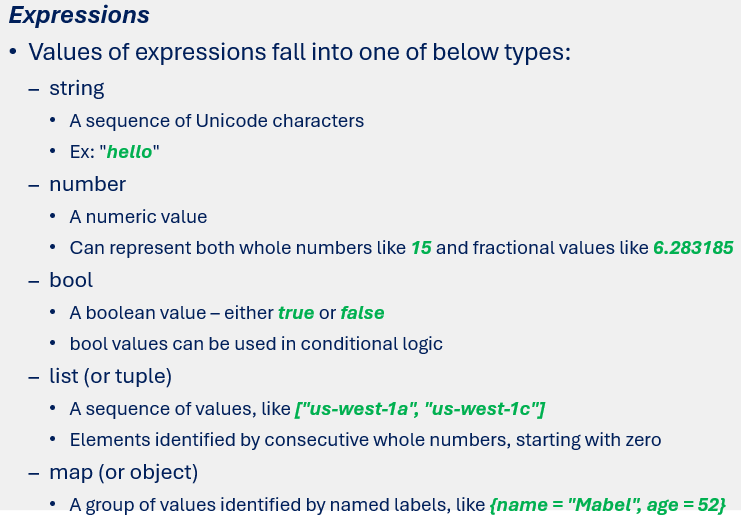 Expressions
• Values of expressions fall into one of below types:
– string
• A sequence of Unicode characters
• Ex: "hello"
– number
• A numeric value
• Can represent both whole numbers like 15 and fractional values like 6.283185
– bool
• A boolean value – either true or false
• bool values can be used in conditional logic
– list (or tuple)
• A sequence of values, like ["us-west-1a", "us-west-1c"]
• Elements identified by consecutive whole numbers, starting with zero
– map (or object)
• A group of values identified by named labels, like {name = "Mabel", age = 52}